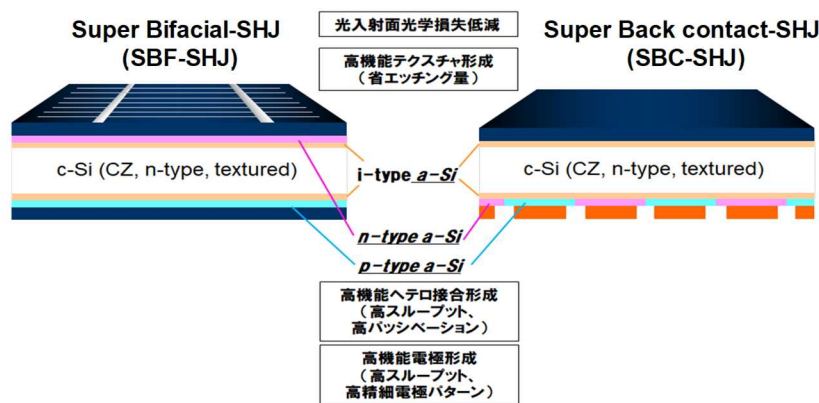 Super Bifacial-SHJ
(SBF-SHJ)
光入射面光学損失低減
高機能テクスチャ形成
（省エッチング量）
Super Back contact-SHJ
(SBC-SHJ)
c-Si (CZ, n-type, textured)
i-type a-Si
c-Si (CZ, n-type, textured)
n-type a-Si
p-type a-Si
高機能ヘテロ接合形成
（高スループット、
高パッシベーション）
高機能電極形成
（高スループット、
高精細電極パターン）